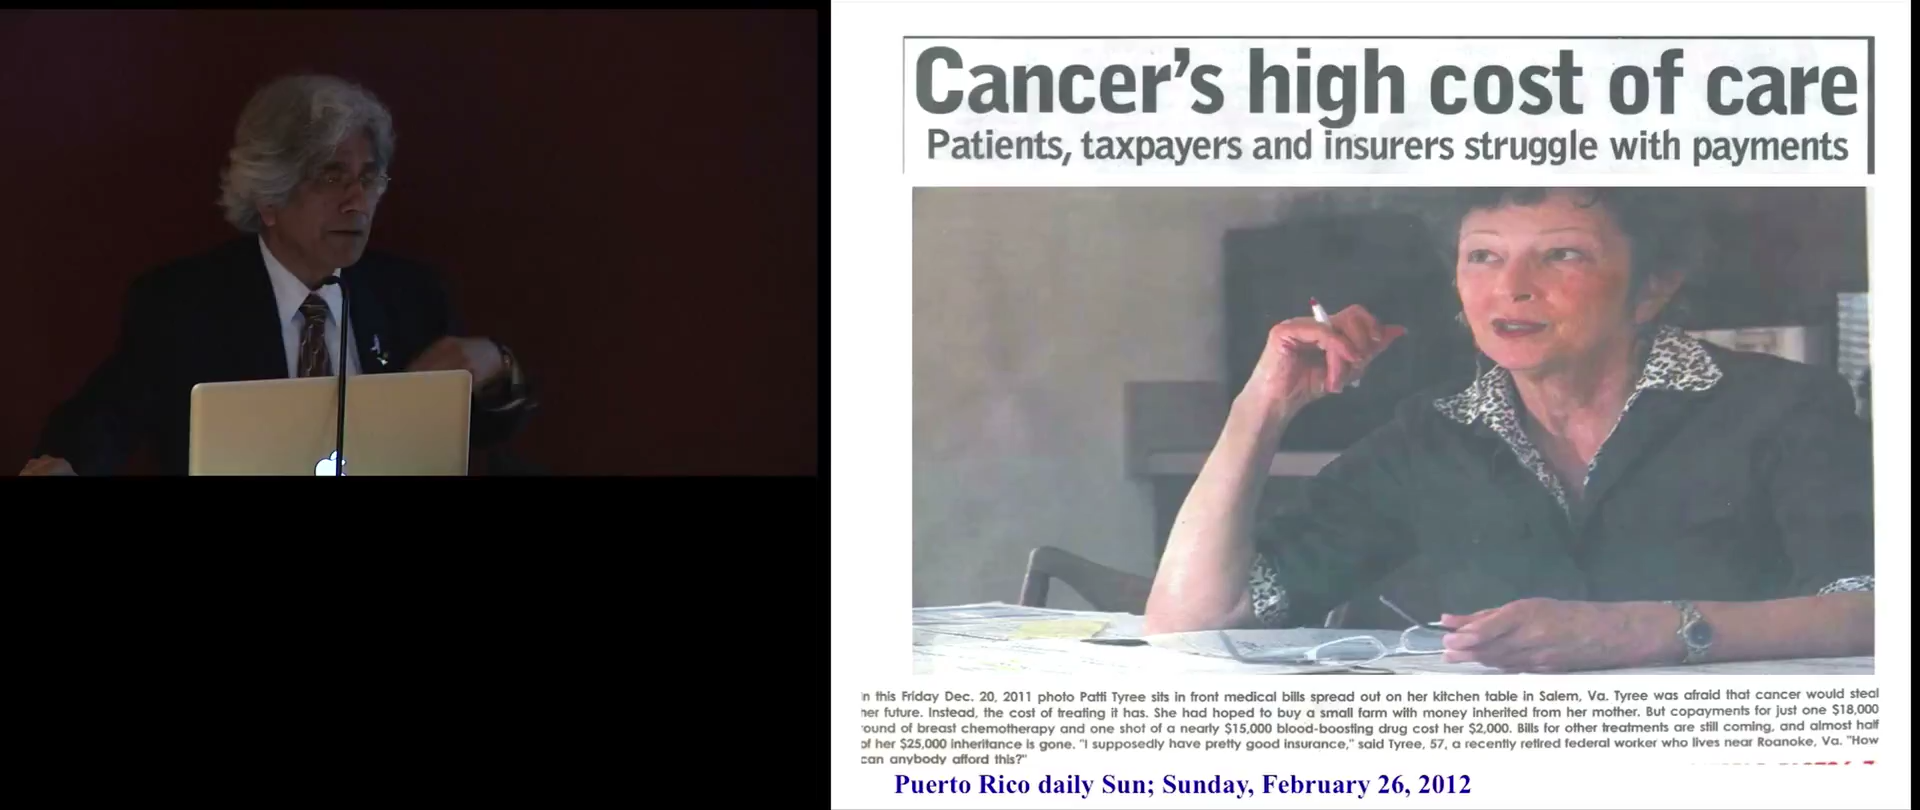 Cancer's high cost of care
Patients, taxpayers and insurers struggle with payments
n this Friday Dec. 20, 2011 photo Patti Tyree sits in front medical bills spread out on her kitchen table in Salem, Va. Tyree was afraid that cancer would steal
her future. Instead, the cost of treating it has. She had hoped to buy a small farm with money inherited from her mother. But copayments for just one $18,000
ound of breast chemotherapy and one shot of a nearly $15,000 blood-boosting drug cost her $2,000. Bills for other treatments are still coming, and almost half
of her $25,000 inheritance is gone. "I supposedly have pretty good insurance," said Tyree, 57, a recently retired federal worker who lives near Roanoke, Va. "How
can anybody afford this?"
Puerto Rico daily Sun; Sunday, February 26, 2012